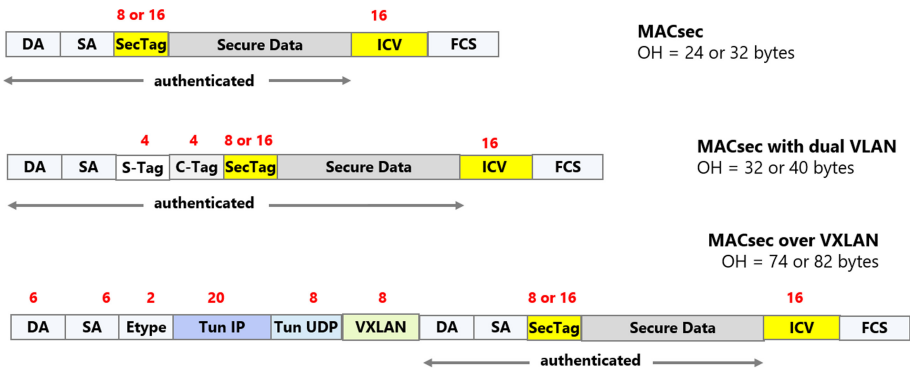 8 or 16 16
DA SA SecTag Secure Data ICV FCS
authenticated
MACsec
OH = 24 or 32 bytes
4 4 8 or 16 16
DA SA S-Tag C-Tag SecTag Secure Data ICV FCS
authenticated
MACsec with dual VLAN
OH = 32 or 40 bytes
MACsec over VXLAN
OH = 74 or 82 bytes
6 6 2 20 8 8 8 or 16 16
DA SA Etype Tun IP Tun UDP VXLAN DA SA SecTag Secure Data ICV FCS
authenticated